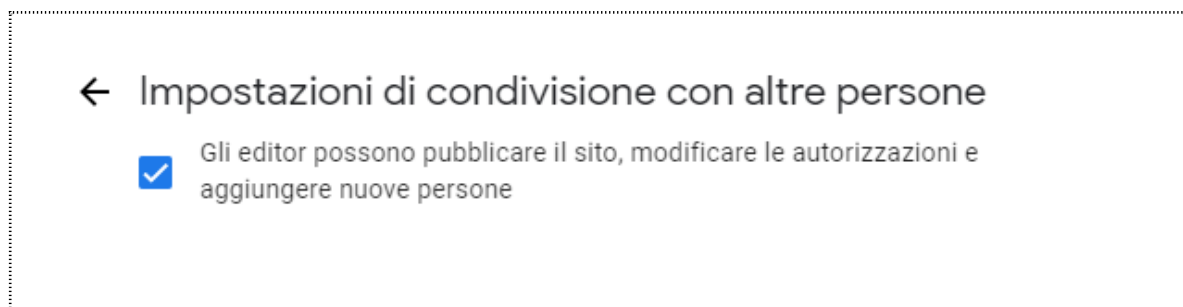 Impostazioni di condivisione con altre persone
Gli editor possono pubblicare il sito, modificare le autorizzazioni e
aggiungere nuove persone